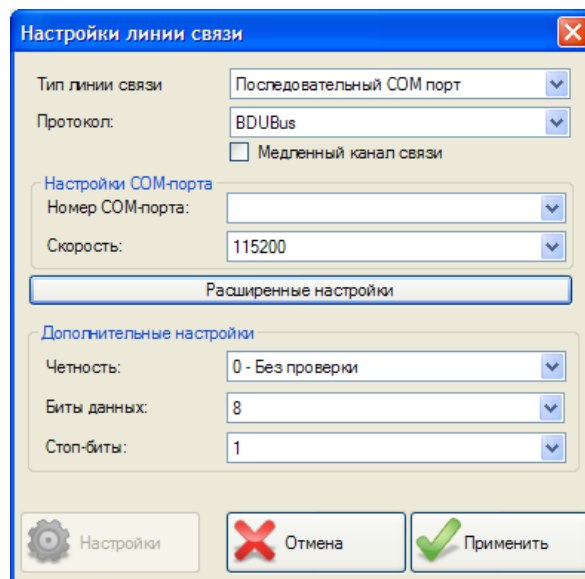 Настройки линии связи
Тип линии связи Последовательный COM порт
Протокол: BDUBus
Медленный канал связи
Настройки COM-порта
Номер COM-порта:
Скорость: 115200
Расширенные настройки
Дополнительные настройки
Четность: 0 - Без проверки
Биты данных: 8
Стоп-биты: 1
Настройки Отмена Применить